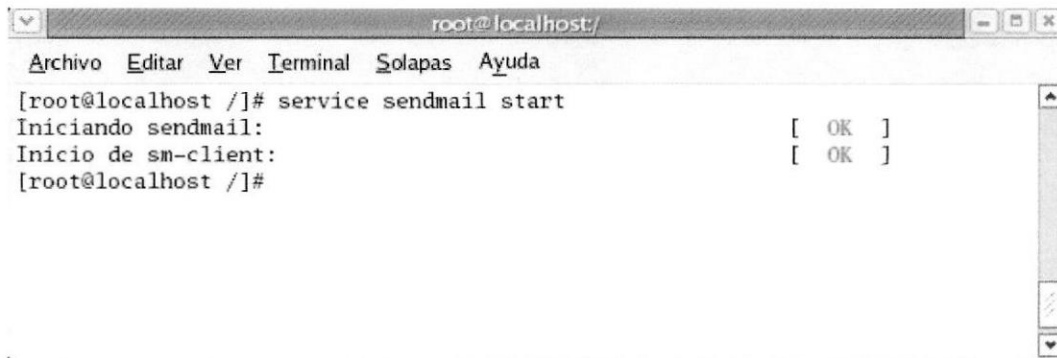 root@localhost:/
Archivo Editar Ver Terminal Solapas Ayuda
[root@localhost /]# service sendmail start
Iniciando sendmail: [ OK ]
Inicio de sm-client: [ OK ]
[root@localhost /]#